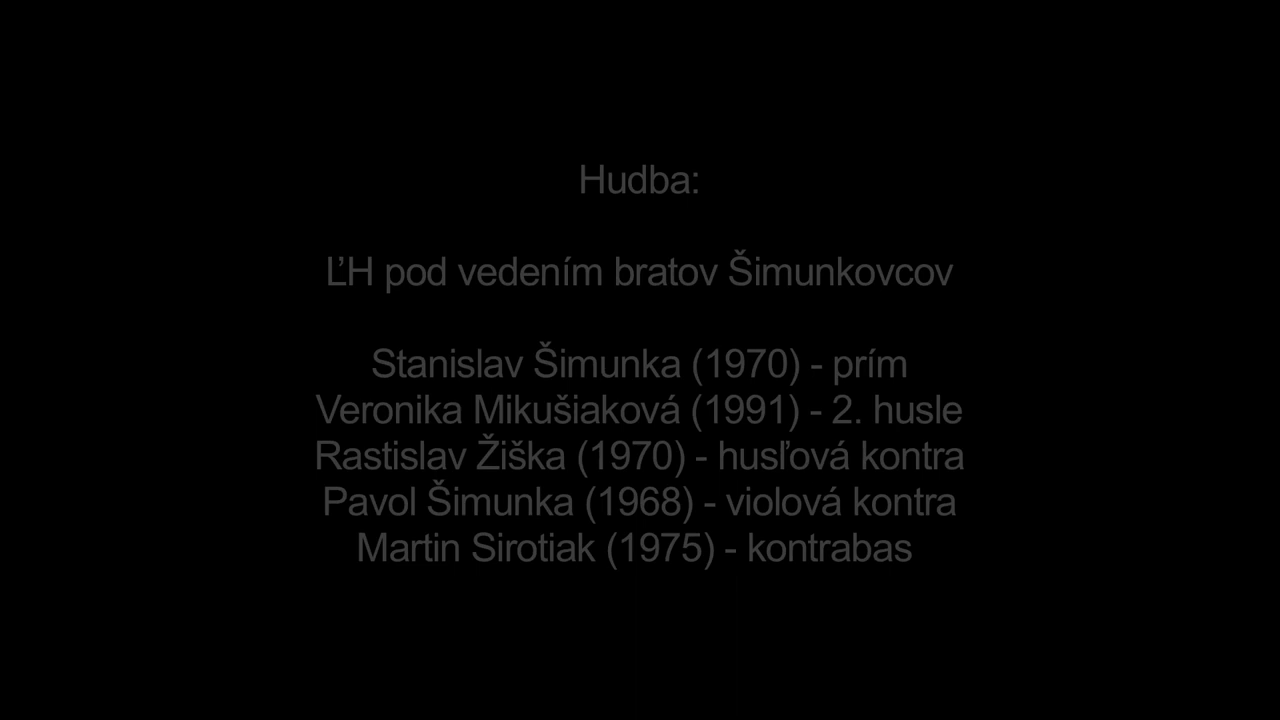 Hudba:
ĽH pod vedením bratov Šimunkovcov
Stanislav Šimunka (1970) - prím
Veronika Mikušiaková (1991) - 2. husle
Rastislav Žiška (1970) - husľová kontra
Pavol Šimunka (1968) - violová kontra
Martin Sirotiak (1975) - kontrabas